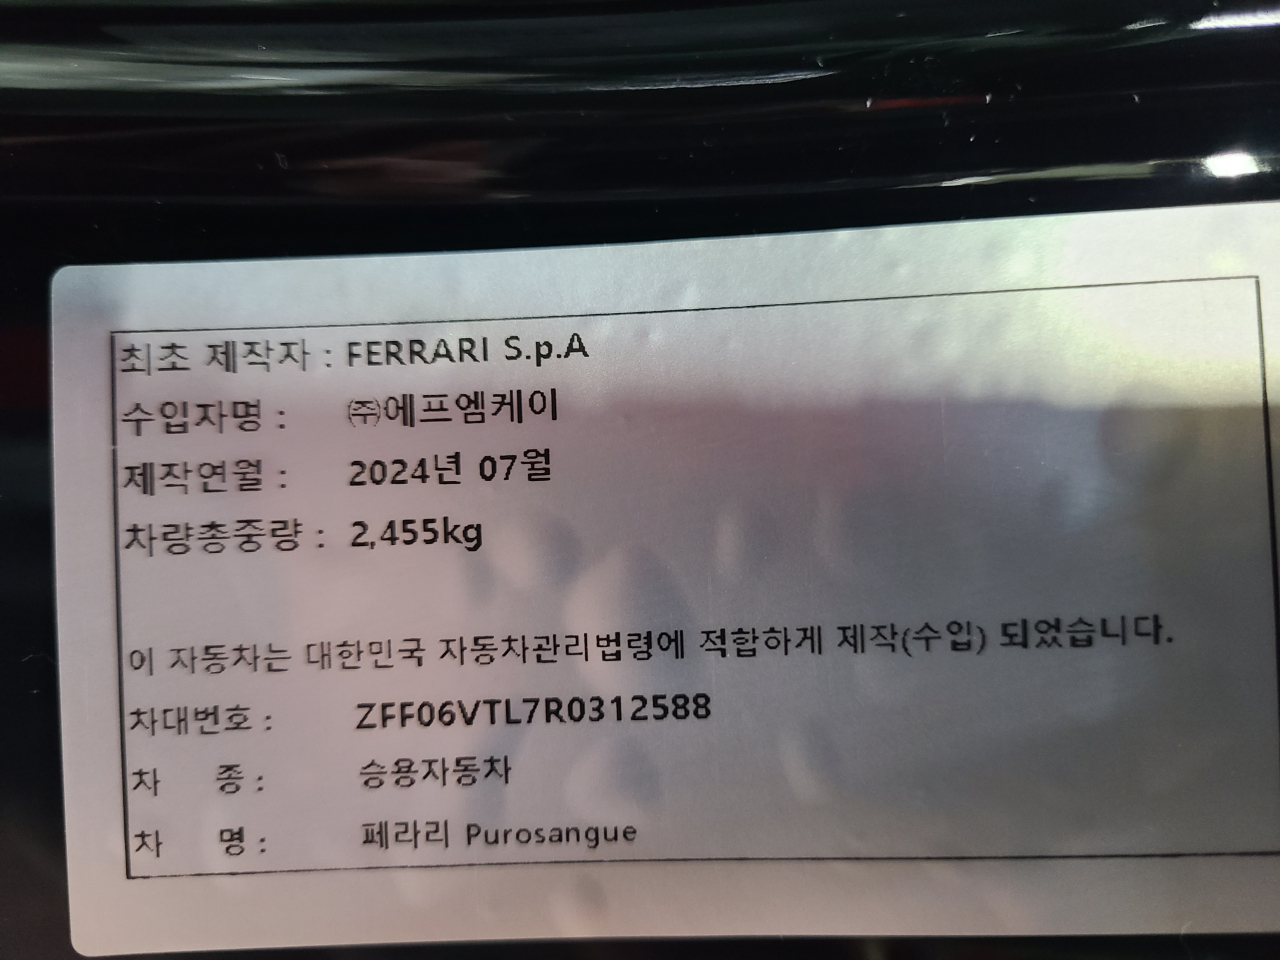 최초 제작자 : FERRARI S.p.A
수입자명 : ㈜에프엠케이
제작연월 : 2024년 07월
차량총중량 : 2,455kg
이 자동차는 대한민국 자동차관리법령에 적합하게 제작(수입) 되었습니다.
차대번호 : ZFF06VTL7R0312588
차 종 : 승용자동차
차 명 : 페라리 Purosangue